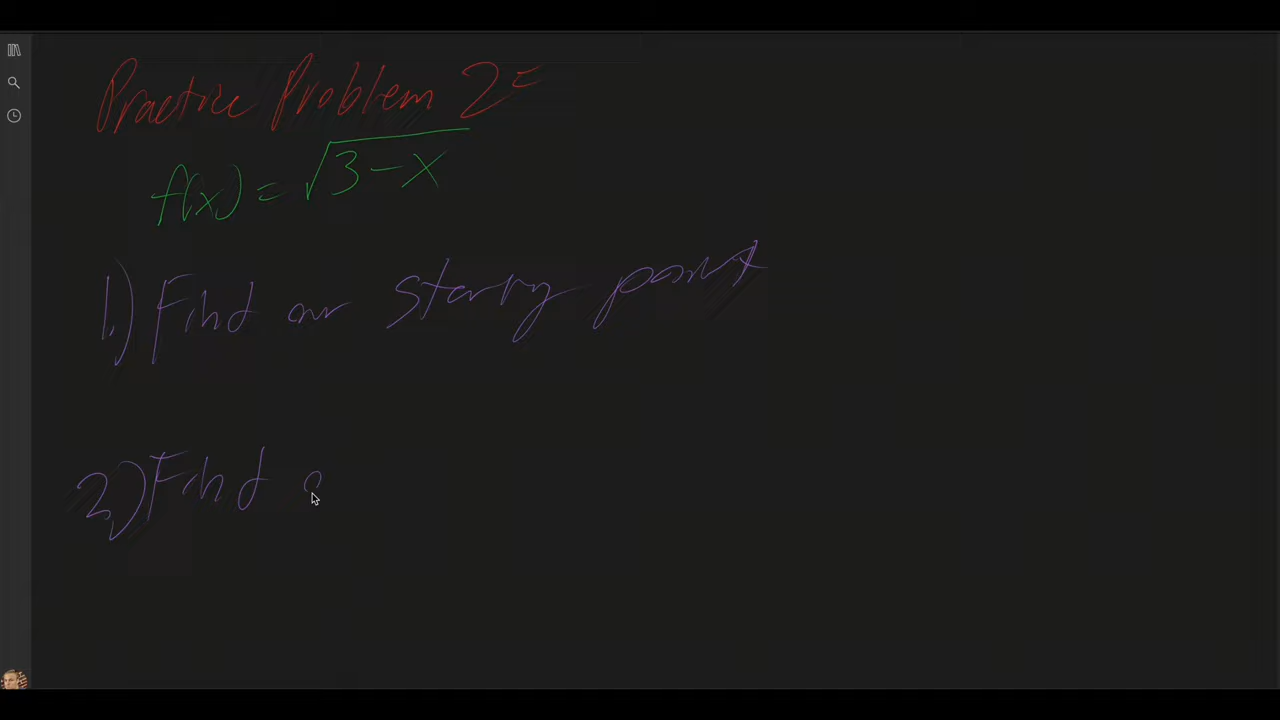 Practice Problem 2:
f(x) = √3 - x
1.) Find our starting point
2.) Find